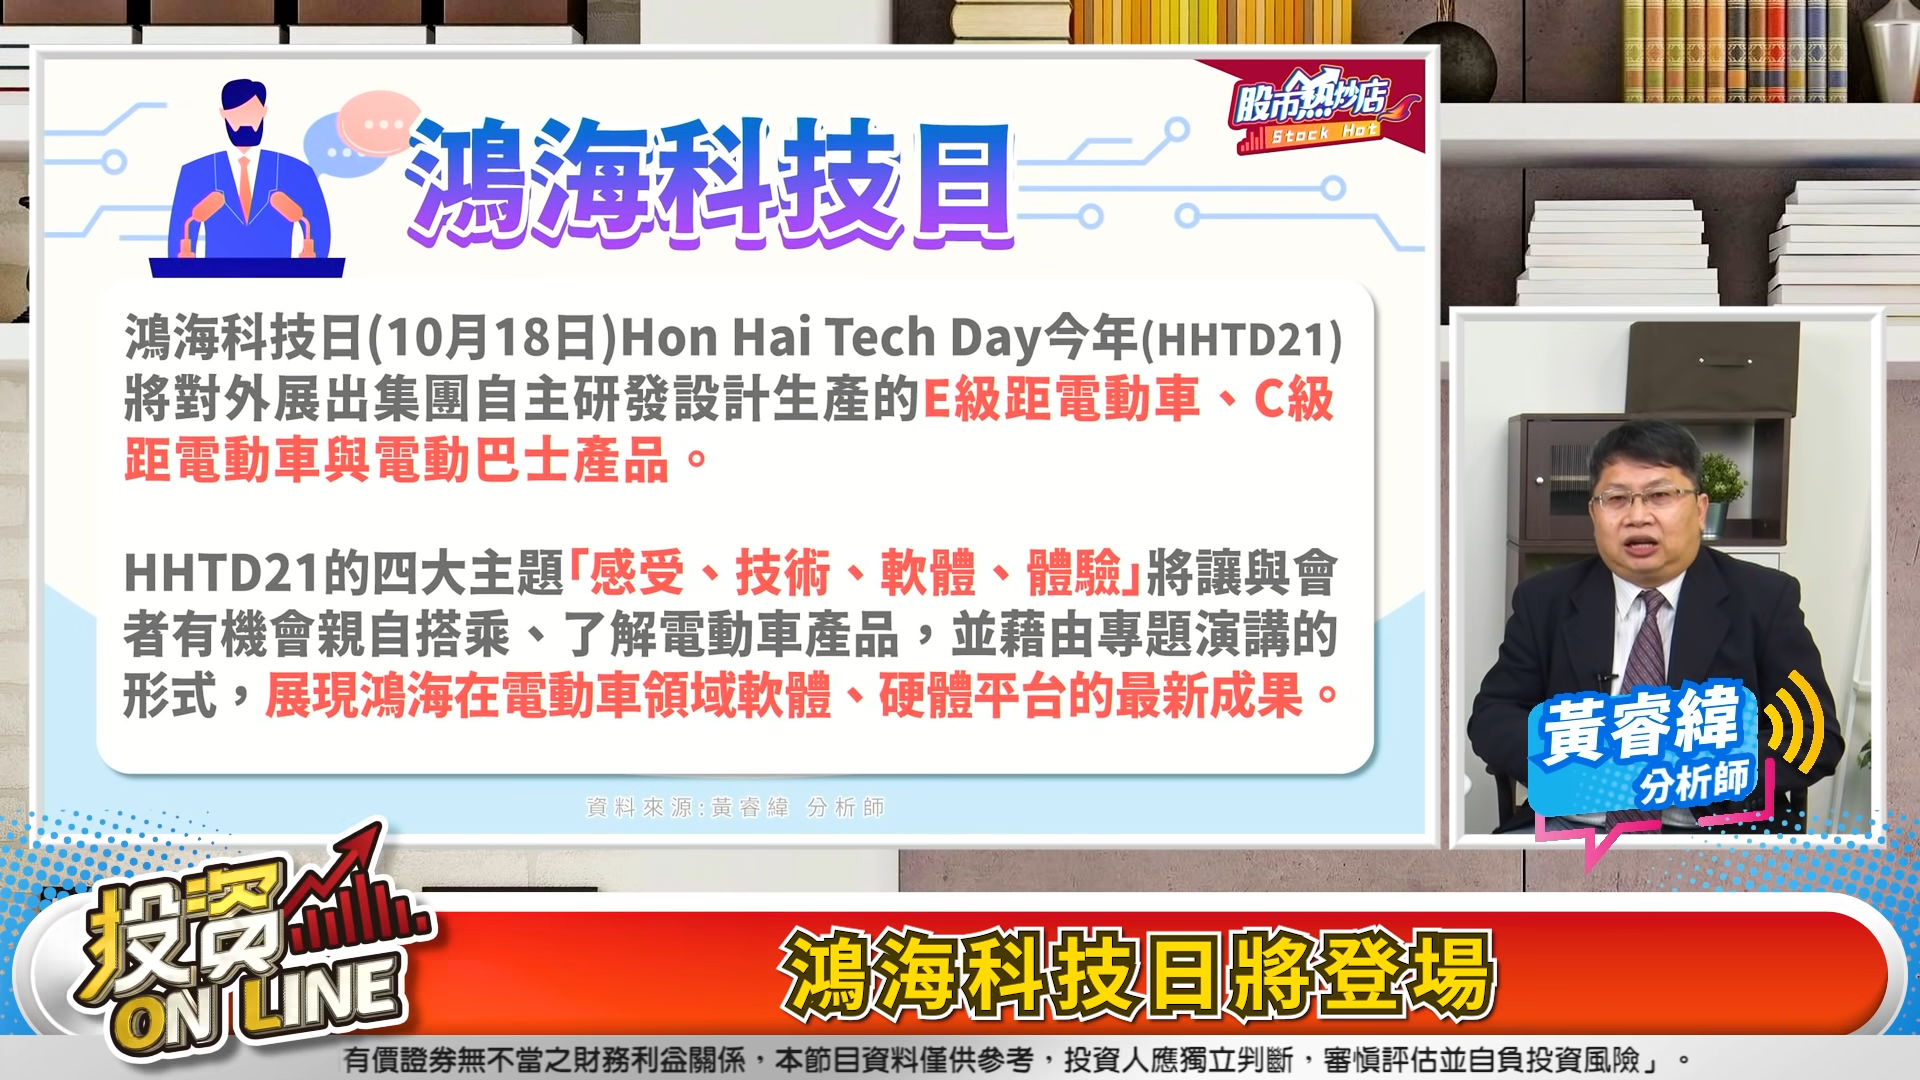 股市熱炒店
Stock Hot
鴻海科技日
鴻海科技日(10月18日)Hon Hai Tech Day今年(HHTD21)
將對外展出集團自主研發設計生產的E級距電動車、C級
距電動車與電動巴士產品。
HHTD21的四大主題「感受、技術、軟體、體驗」將讓與會
者有機會親自搭乘、了解電動車產品，並藉由專題演講的
形式，展現鴻海在電動車領域軟體、硬體平台的最新成果。
資料來源:黃睿緯 分析師
黃睿緯
分析師
投資
ON LINE
鴻海科技日將登場
有價證券無不當之財務利益關係，本節目資料僅供參考，投資人應獨立判斷，審慎評估並自負投資風險」。